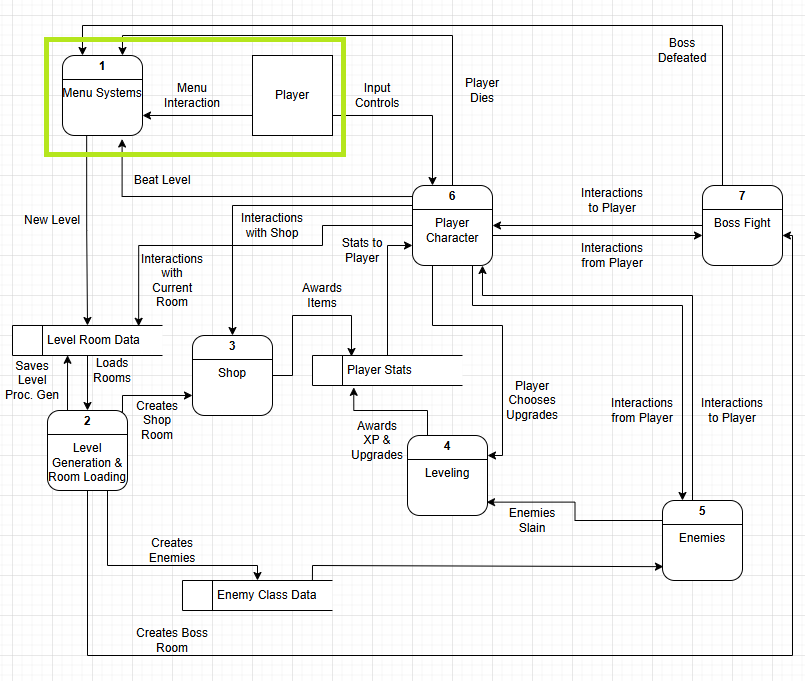 Boss
Defeated
1
Menu Systems
Menu
Interaction
Player
Input
Controls
Player
Dies
Beat Level
6
Player
Character
Interactions
to Player
7
Boss Fight
New Level
Interactions
with Shop
Stats to
Player
Interactions
from Player
Interactions
with
Current
Room
Awards
Items
Level Room Data
3
Shop
Saves
Level
Proc. Gen
Loads
Rooms
Player Stats
Creates
Shop
Room
Player
Chooses
Upgrades
Interactions
from Player
Interactions
to Player
2
Level
Generation &
Room Loading
Awards
XP &
Upgrades
4
Leveling
Enemies
Slain
5
Enemies
Creates
Enemies
Enemy Class Data
Creates Boss
Room